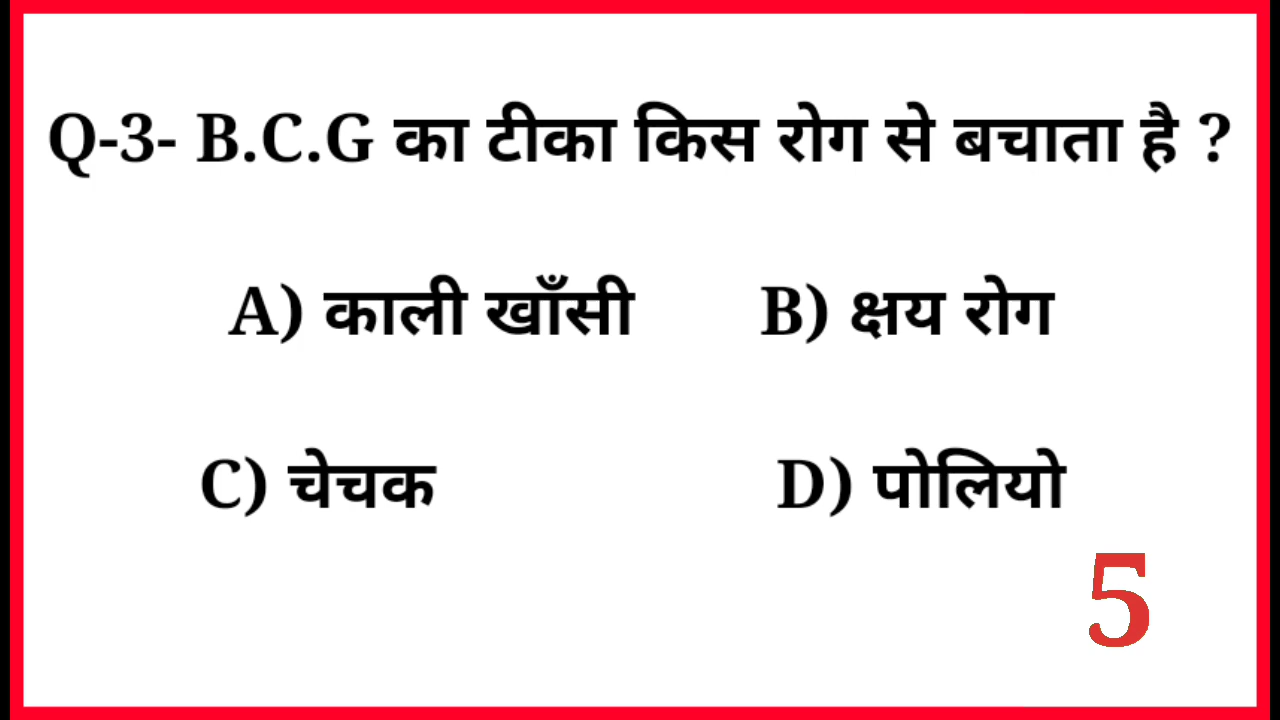 Q-3- B.C.G का टीका किस रोग से बचाता है ?
A) काली खाँसी B) क्षय रोग
C) चेचक D) पोलियो
5